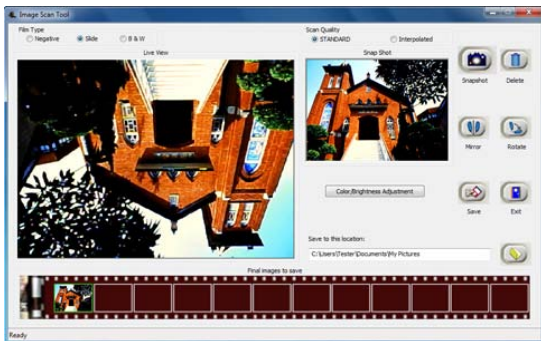 Image Scan Tool
Film Type
Negative
Slide
B & W
Scan Quality
STANDARD
Interpolated
Live View
Snap Shot
Snapshot
Delete
Mirror
Rotate
Color/Brightness Adjustment
Save
Exit
Save to this location:
C:\Users\Tester\Documents\My Pictures
Final images to save
Ready